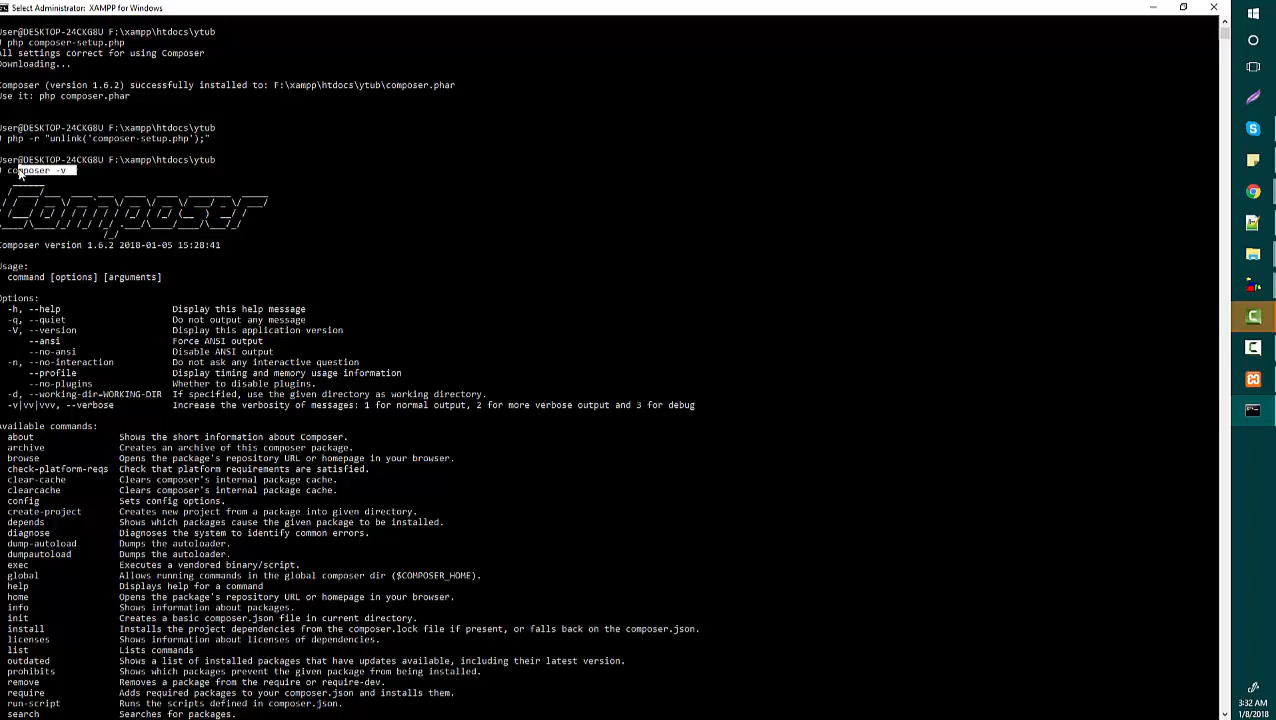 Select Administrator: XAMPP for Windows
User@DESKTOP-24CKG8U F:\xampp\htdocs\ytub
# php composer-setup.php
All settings correct for using Composer
Downloading...
Composer (version 1.6.2) successfully installed to: F:\xampp\htdocs\ytub\composer.phar
Use it: php composer.phar
User@DESKTOP-24CKG8U F:\xampp\htdocs\ytub
# php -r "unlink('composer-setup.php');"
User@DESKTOP-24CKG8U F:\xampp\htdocs\ytub
# composer -v
Composer
Composer version 1.6.2 2018-01-05 15:28:41
Usage:
command [options] [arguments]
Options:
-h, --help Display this help message
-q, --quiet Do not output any message
-V, --version Display this application version
--ansi Force ANSI output
--no-ansi Disable ANSI output
-n, --no-interaction Do not ask any interactive question
--profile Display timing and memory usage information
--no-plugins Whether to disable plugins.
-d, --working-dir=WORKING-DIR If specified, use the given directory as working directory.
-v|vv|vvv, --verbose Increase the verbosity of messages: 1 for normal output, 2 for more verbose output and 3 for debug
Available commands:
about Shows the short information about Composer.
archive Creates an archive of this composer package.
browse Opens the package's repository URL or homepage in your browser.
check-platform-reqs Check that platform requirements are satisfied.
clear-cache Clears composer's internal package cache.
clearcache Clears composer's internal package cache.
config Sets config options.
create-project Creates new project from a package into given directory.
depends Shows which packages cause the given package to be installed.
diagnose Diagnoses the system to identify common errors.
dump-autoload Dumps the autoloader.
dumpautoload Dumps the autoloader.
exec Executes a vendored binary/script.
global Allows running commands in the global composer dir ($COMPOSER_HOME).
help Displays help for a command
home Opens the package's repository URL or homepage in your browser.
info Shows information about packages.
init Creates a basic composer.json file in current directory.
install Installs the project dependencies from the composer.lock file if present, or falls back on the composer.json.
licenses Shows information about licenses of dependencies.
list Lists commands
outdated Shows a list of installed packages that have updates available, including their latest version.
prohibits Shows which packages prevent the given package from being installed.
remove Removes a package from the require or require-dev.
require Adds required packages to your composer.json and installs them.
run-script Runs the scripts defined in composer.json.
search Searches for packages.
3:32 AM
1/8/2018